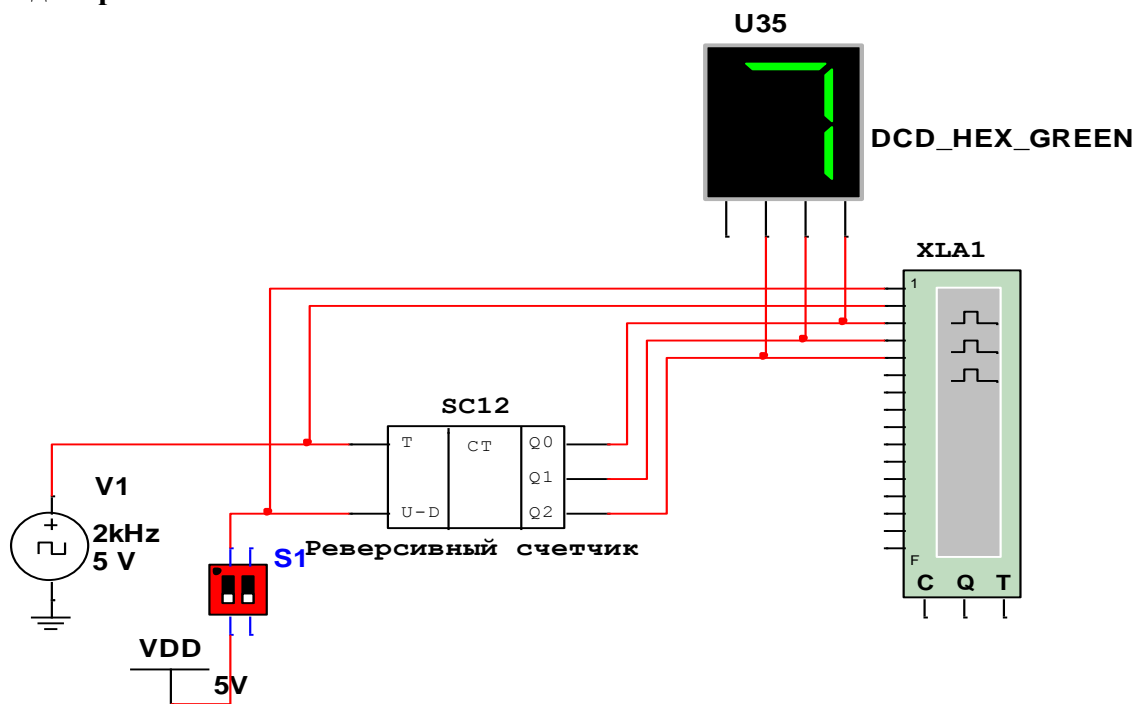 U35
DCD_HEX_GREEN
XLA1
1
SC12
T
CT
Q0
Q1
U-D
Q2
V1
2kHz
5 V
Реверсивный счетчик
S1
F
C Q T
VDD
5V